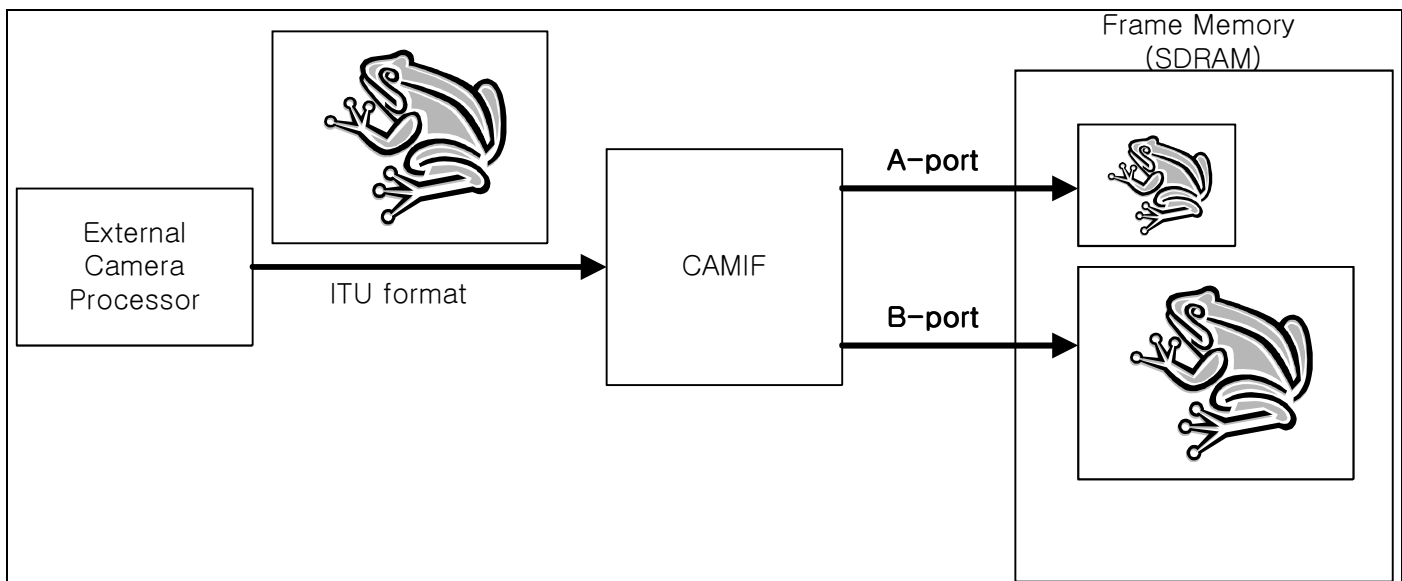 Frame Memory
(SDRAM)
A-port
External
Camera
Processor
CAMIF
ITU format
B-port